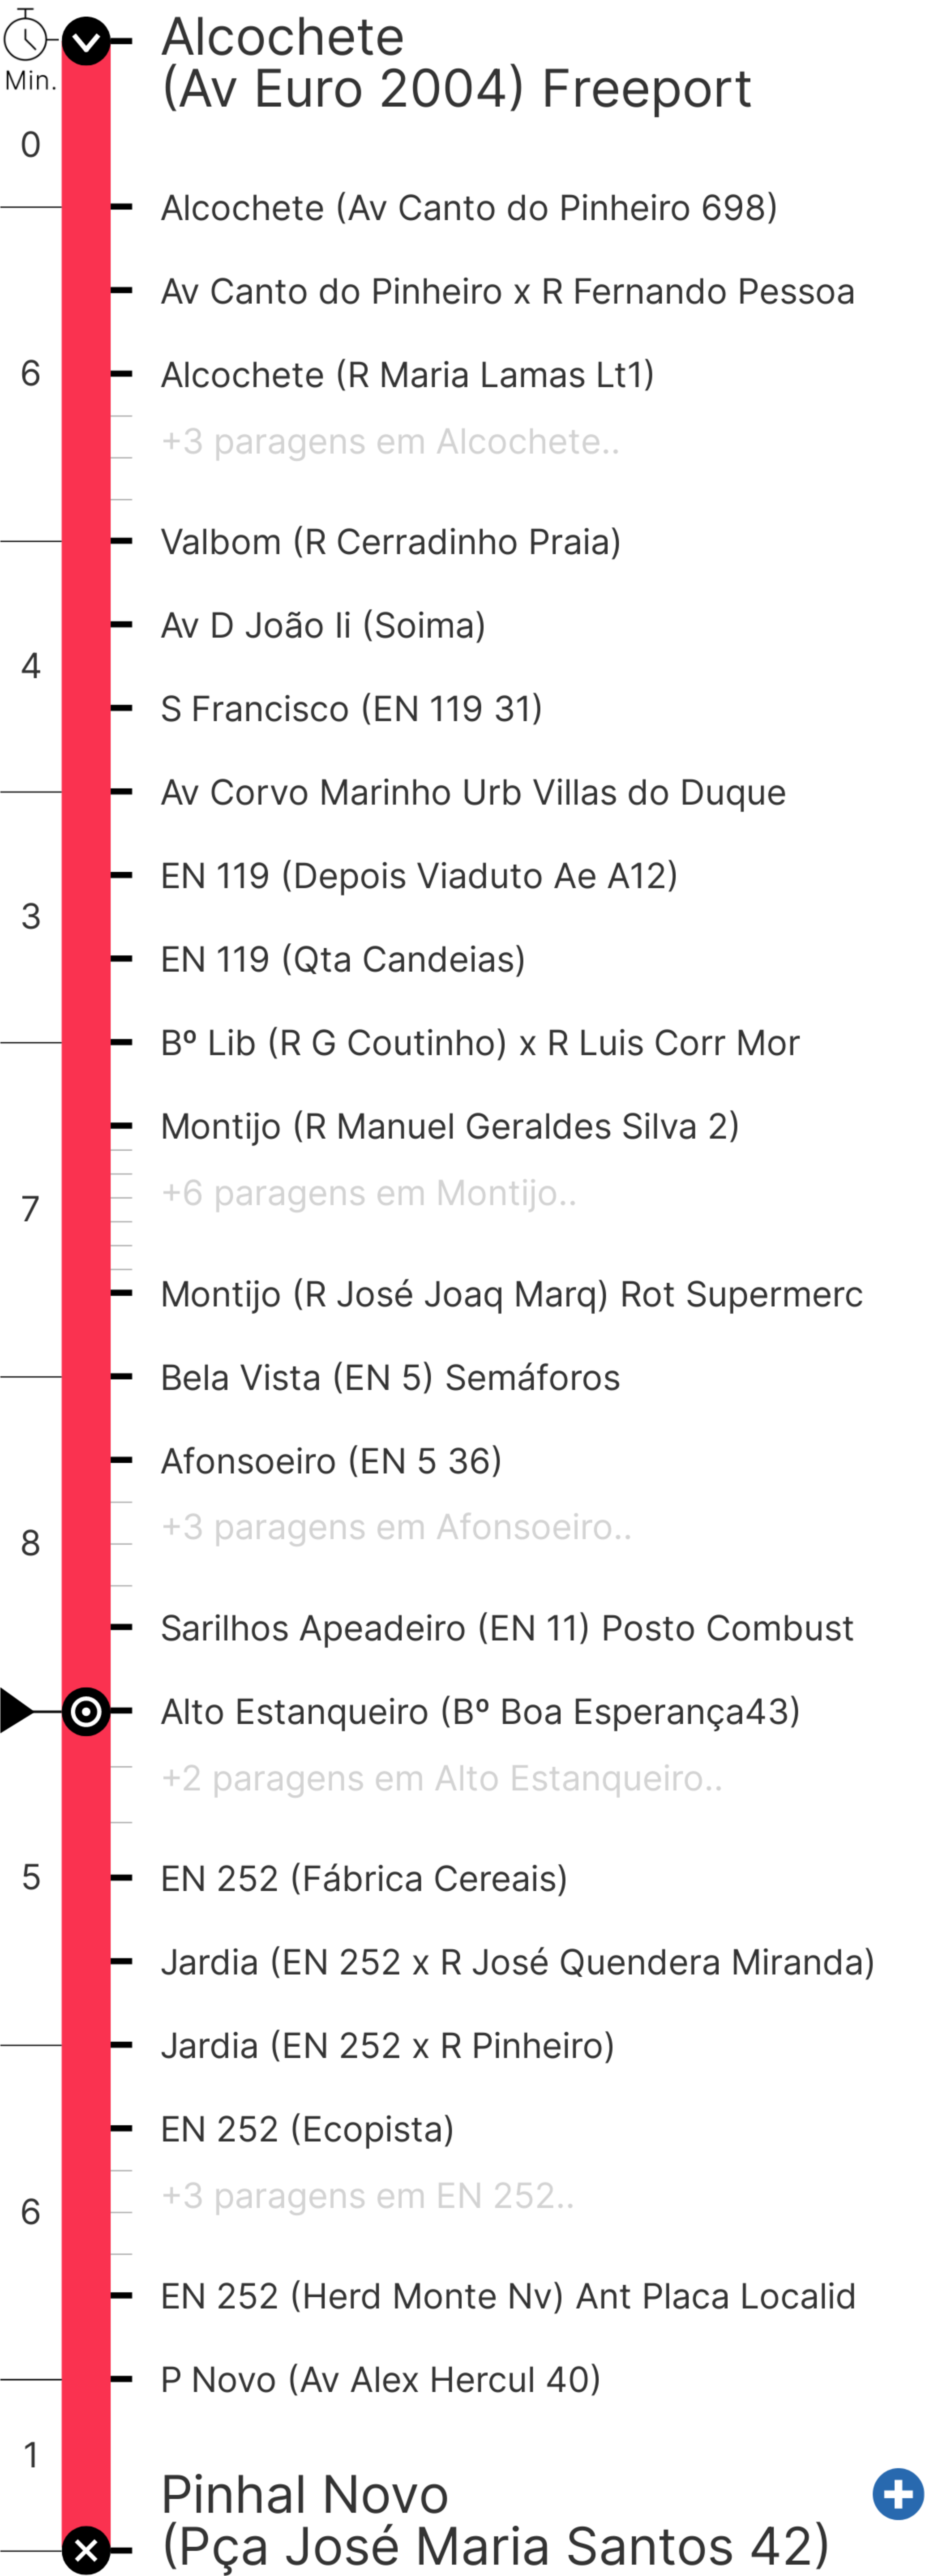 Alcochete
(Av Euro 2004) Freeport
Min.
0
Alcochete (Av Canto do Pinheiro 698)
Av Canto do Pinheiro x R Fernando Pessoa
6
Alcochete (R Maria Lamas Lt1)
+3 paragens em Alcochete..
Valbom (R Cerradinho Praia)
Av D João Ii (Soima)
4
S Francisco (EN 119 31)
Av Corvo Marinho Urb Villas do Duque
EN 119 (Depois Viaduto Ae A12)
3
EN 119 (Qta Candeias)
Bº Lib (R G Coutinho) x R Luis Corr Mor
Montijo (R Manuel Geraldes Silva 2)
+6 paragens em Montijo..
7
Montijo (R José Joaq Marq) Rot Supermerc
Bela Vista (EN 5) Semáforos
Afonsoeiro (EN 5 36)
+3 paragens em Afonsoeiro..
8
Sarilhos Apeadeiro (EN 11) Posto Combust
Alto Estanqueiro (Bº Boa Esperança43)
+2 paragens em Alto Estanqueiro..
5
EN 252 (Fábrica Cereais)
Jardia (EN 252 x R José Quendera Miranda)
Jardia (EN 252 x R Pinheiro)
EN 252 (Ecopista)
+3 paragens em EN 252..
6
EN 252 (Herd Monte Nv) Ant Placa Localid
P Novo (Av Alex Hercul 40)
1
Pinhal Novo
(Pça José Maria Santos 42)